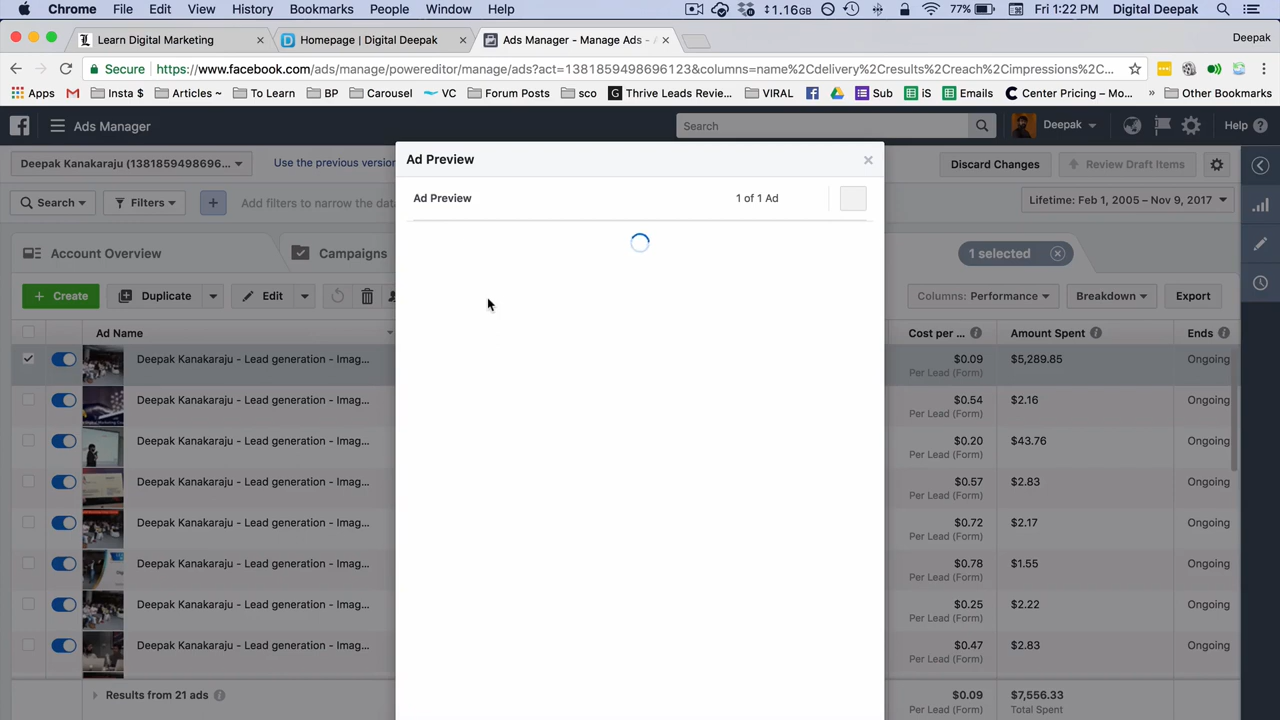 Chrome File Edit View History Bookmarks People Window Help 1.16GB 77% Fri 1:22 PM Digital Deepak
Learn Digital Marketing Homepage | Digital Deepak Ads Manager - Manage Ads - Deepak
Secure https://www.facebook.com/ads/manage/powereditor/manage/ads?act=1381859498696123&columns=name%2Cdelivery%2Cresults%2Creach%2Cimpressions%2C...
Apps Insta $ Articles ~ To Learn BP Carousel VC Forum Posts sco Thrive Leads Revie... VIRAL Sub iS Emails Center Pricing – Mo... » Other Bookmarks
Ads Manager Search Deepak Help
Ad Preview
Deepak Kanakaraju (13818594986966... Use the previous version Discard Changes Review Draft Items
Ad Preview 1 of 1 Ad
Search Filters Add filters to narrow the data Lifetime: Feb 1, 2005 – Nov 9, 2017
Account Overview Campaigns 1 selected
Create Duplicate Edit Columns: Performance Breakdown Export
Ad Name Cost per ... Amount Spent Ends
Deepak Kanakaraju - Lead generation - Imag... $0.09 $5,289.85 Ongoing
Per Lead (Form)
Deepak Kanakaraju - Lead generation - Imag... $0.54 $2.16 Ongoing
Per Lead (Form)
Deepak Kanakaraju - Lead generation - Imag... $0.20 $43.76 Ongoing
Per Lead (Form)
Deepak Kanakaraju - Lead generation - Imag... $0.57 $2.83 Ongoing
Per Lead (Form)
Deepak Kanakaraju - Lead generation - Imag... $0.72 $2.17 Ongoing
Per Lead (Form)
Deepak Kanakaraju - Lead generation - Imag... $0.78 $1.55 Ongoing
Per Lead (Form)
Deepak Kanakaraju - Lead generation - Imag... $0.25 $2.22 Ongoing
Per Lead (Form)
Deepak Kanakaraju - Lead generation - Imag... $0.47 $2.83 Ongoing
Per Lead (Form)
Results from 21 ads $0.09 $7,556.33
Per Lead (Form) Total Spent